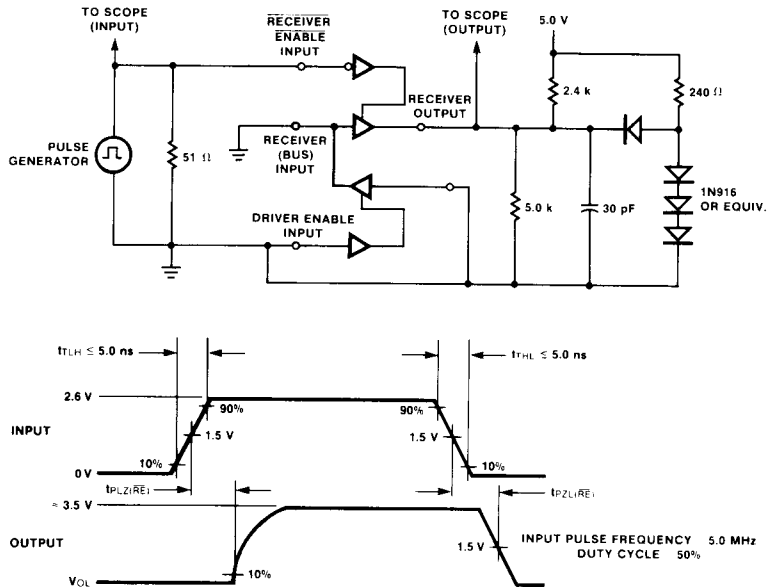 TO SCOPE
(INPUT)
RECEIVER
ENABLE
INPUT
TO SCOPE
(OUTPUT)
5.0 V
2.4 k
240 Ω
RECEIVER
OUTPUT
PULSE
GENERATOR
51 Ω
RECEIVER
(BUS)
INPUT
5.0 k
30 pF
1N916
OR EQUIV.
DRIVER ENABLE
INPUT
tTLH ≤ 5.0 ns
tTHL ≤ 5.0 ns
2.6 V
90%
90%
INPUT
1.5 V
1.5 V
10%
10%
0 V
tPLZ(RE)
tPZL(RE)
≈ 3.5 V
OUTPUT
1.5 V
INPUT PULSE FREQUENCY 5.0 MHz
DUTY CYCLE 50%
10%
VOL